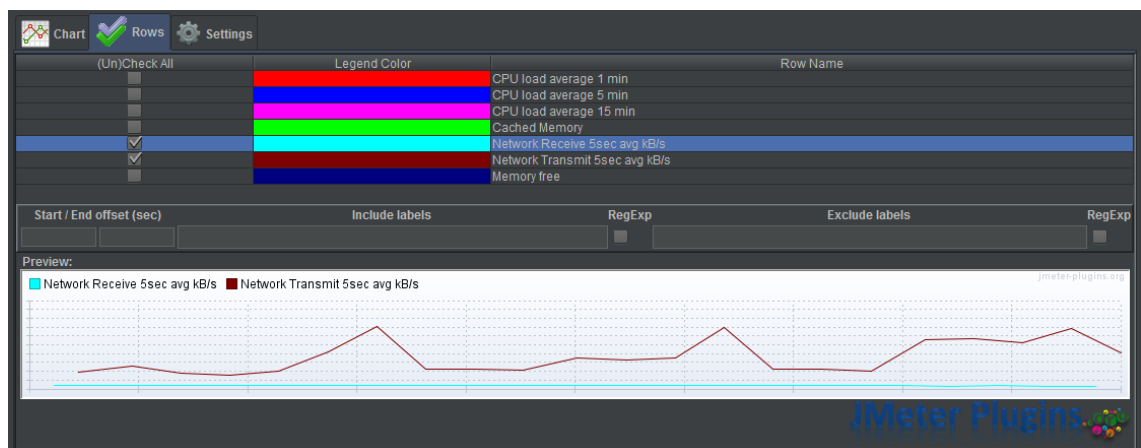 Chart Rows Settings
(Un)Check All Legend Color Row Name
CPU load average 1 min
CPU load average 5 min
CPU load average 15 min
Cached Memory
Network Receive 5sec avg kB/s
Network Transmit 5sec avg kB/s
Memory free
Start / End offset (sec) Include labels RegExp Exclude labels RegExp
Preview:
jmeter-plugins.org
Network Receive 5sec avg kB/s Network Transmit 5sec avg kB/s
JMeter Plugins